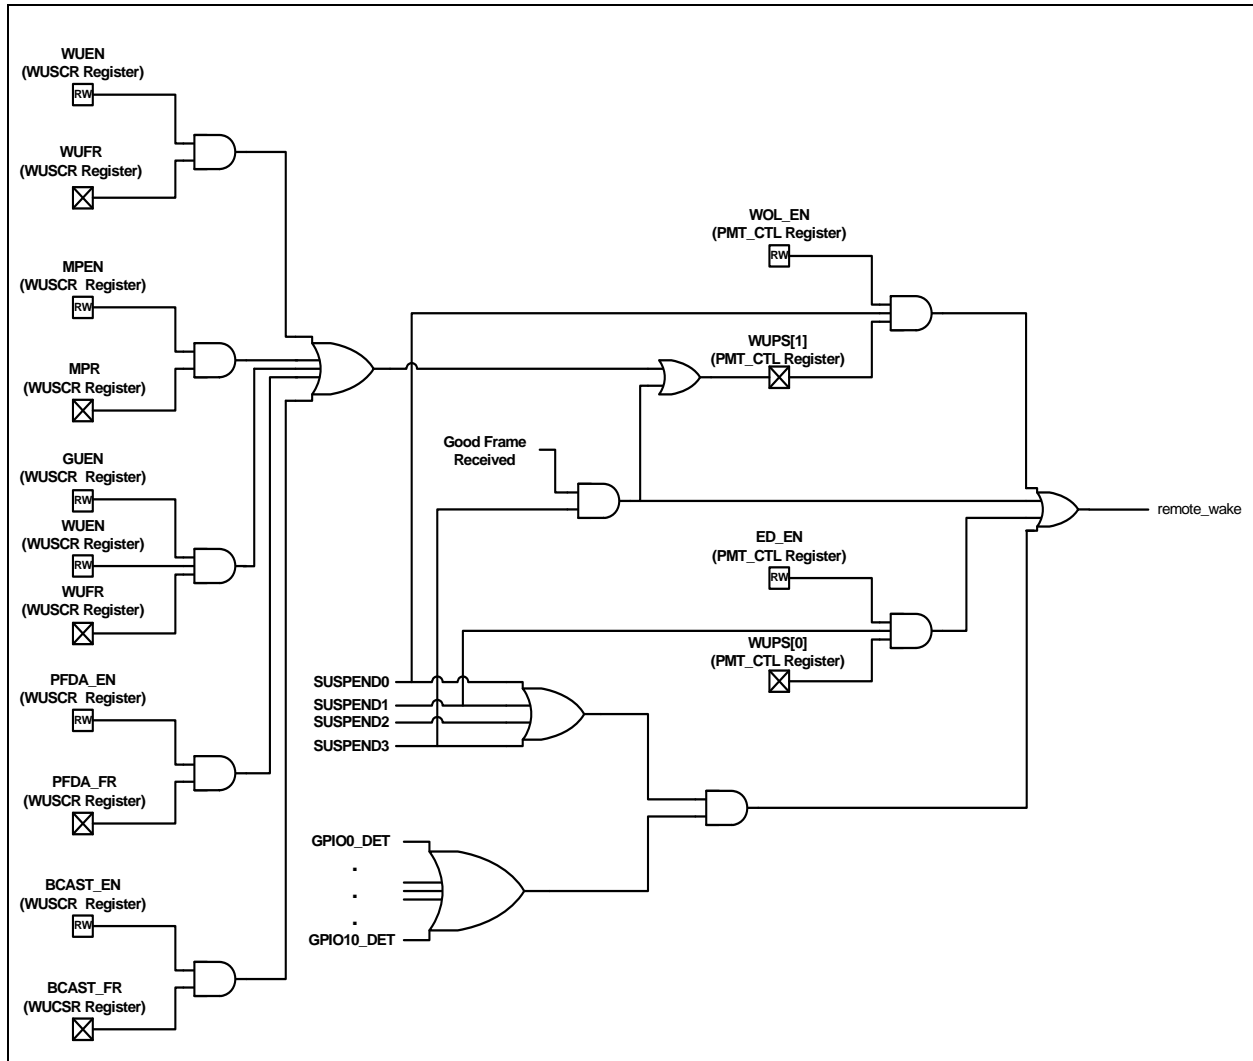 WUEN
(WUSCR Register)
RW
WUFR
(WUSCR Register)
MPEN
(WUSCR Register)
RW
MPR
(WUSCR Register)
GUEN
(WUSCR Register)
RW
WUEN
(WUSCR Register)
RW
WUFR
(WUSCR Register)
PFDA_EN
(WUSCR Register)
RW
PFDA_FR
(WUSCR Register)
BCAST_EN
(WUSCR Register)
RW
BCAST_FR
(WUCSR Register)
SUSPEND0
SUSPEND1
SUSPEND2
SUSPEND3
GPIO0_DET
.
.
.
GPIO10_DET
Good Frame
Received
WOL_EN
(PMT_CTL Register)
RW
WUPS[1]
(PMT_CTL Register)
ED_EN
(PMT_CTL Register)
RW
WUPS[0]
(PMT_CTL Register)
remote_wake